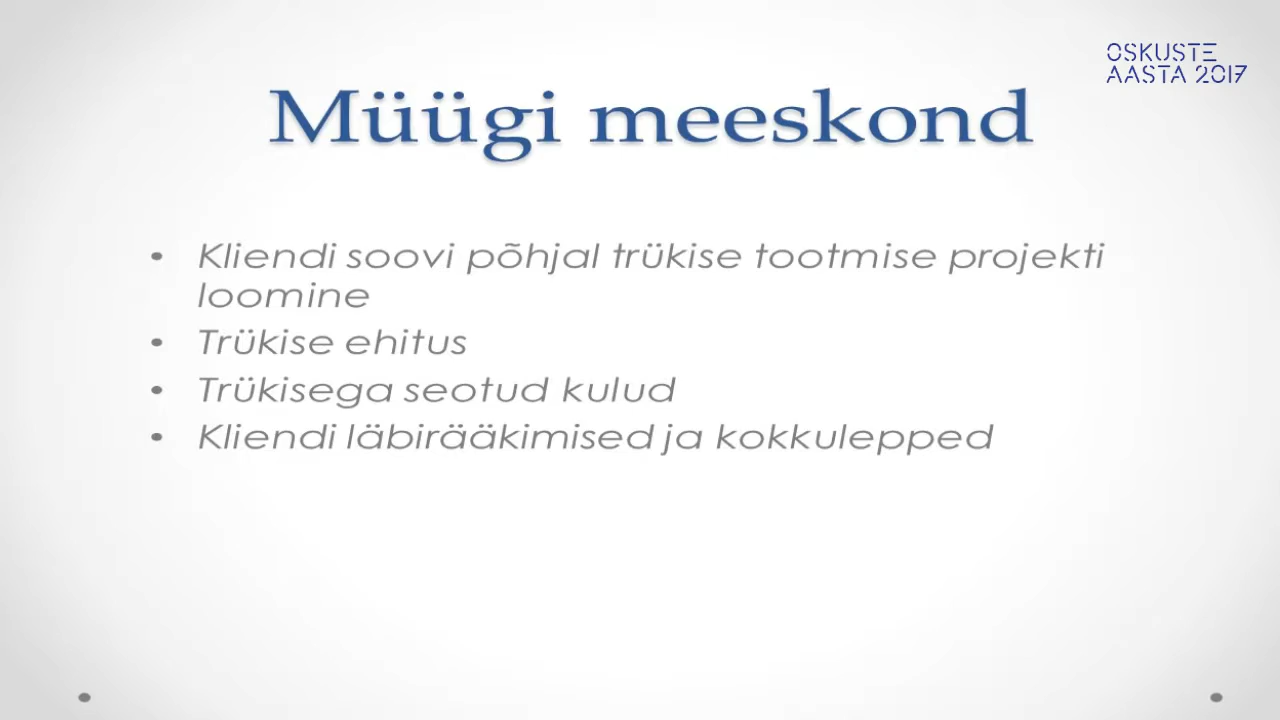 OSKUSTE
AASTA 2017
Müügi meeskond
• Kliendi soovi põhjal trükise tootmise projekti
loomine
• Trükise ehitus
• Trükisega seotud kulud
• Kliendi läbirääkimised ja kokkulepped